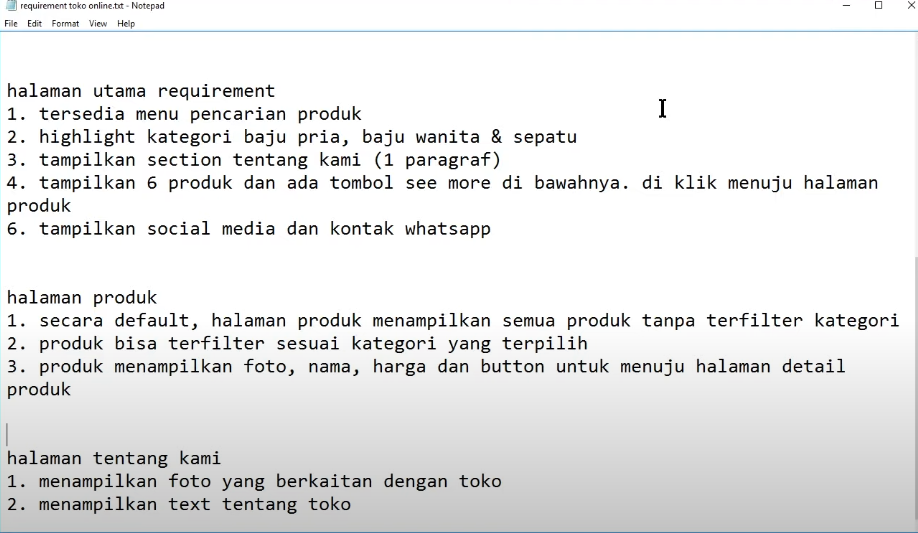 requirement toko online.txt - Notepad
File Edit Format View Help
halaman utama requirement
1. tersedia menu pencarian produk
2. highlight kategori baju pria, baju wanita & sepatu
3. tampilkan section tentang kami (1 paragraf)
4. tampilkan 6 produk dan ada tombol see more di bawahnya. di klik menuju halaman
produk
6. tampilkan social media dan kontak whatsapp
halaman produk
1. secara default, halaman produk menampilkan semua produk tanpa terfilter kategori
2. produk bisa terfilter sesuai kategori yang terpilih
3. produk menampilkan foto, nama, harga dan button untuk menuju halaman detail
produk
halaman tentang kami
1. menampilkan foto yang berkaitan dengan toko
2. menampilkan text tentang toko